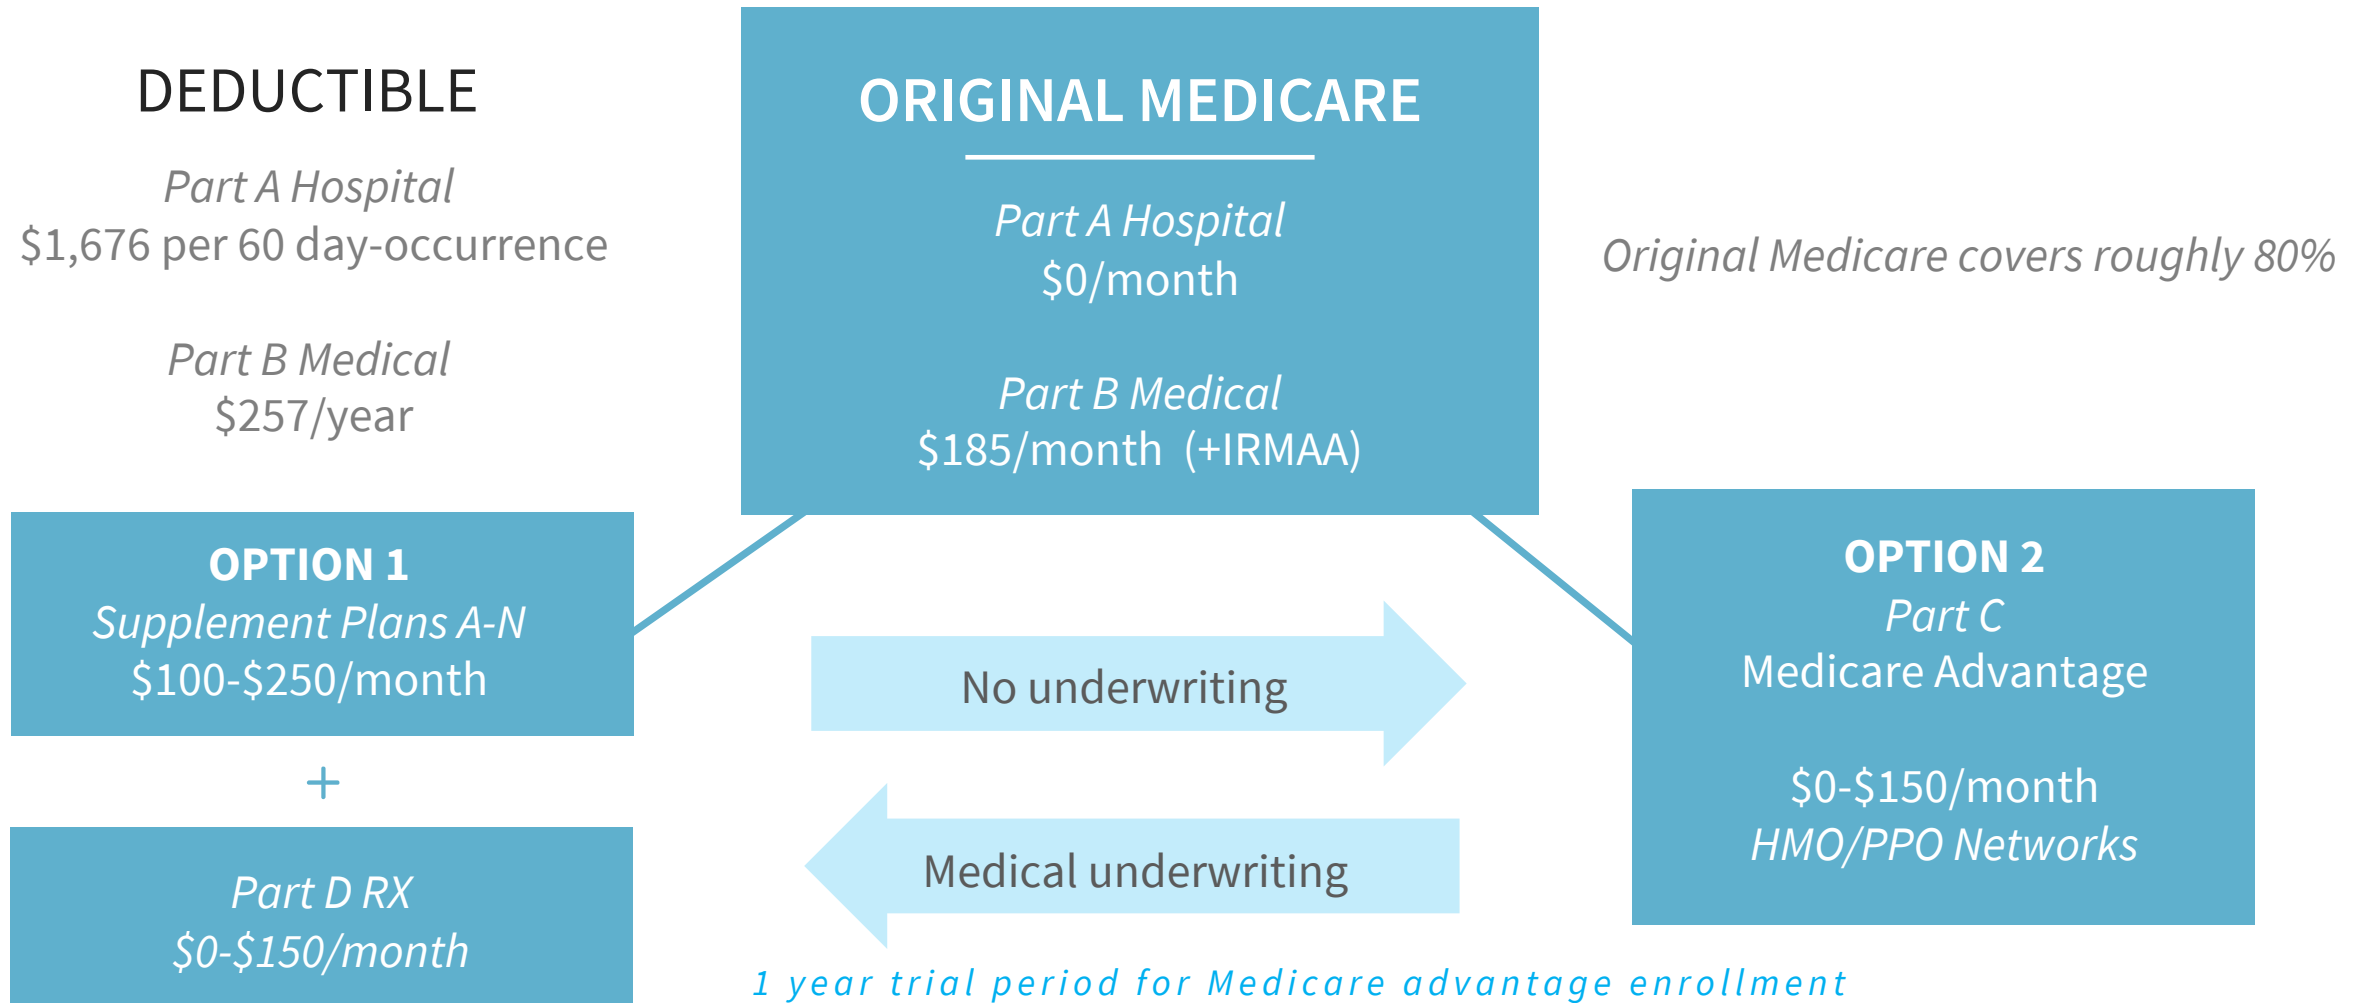 DEDUCTIBLE
Part A Hospital
$1,676 per 60 day-occurrence
Part B Medical
$257/year
ORIGINAL MEDICARE
Part A Hospital
$0/month
Part B Medical
$185/month (+IRMAA)
Original Medicare covers roughly 80%
OPTION 1
Supplement Plans A-N
$100-$250/month
+
Part D RX
$0-$150/month
No underwriting
Medical underwriting
1 year trial period for Medicare advantage enrollment
OPTION 2
Part C
Medicare Advantage
$0-$150/month
HMO/PPO Networks